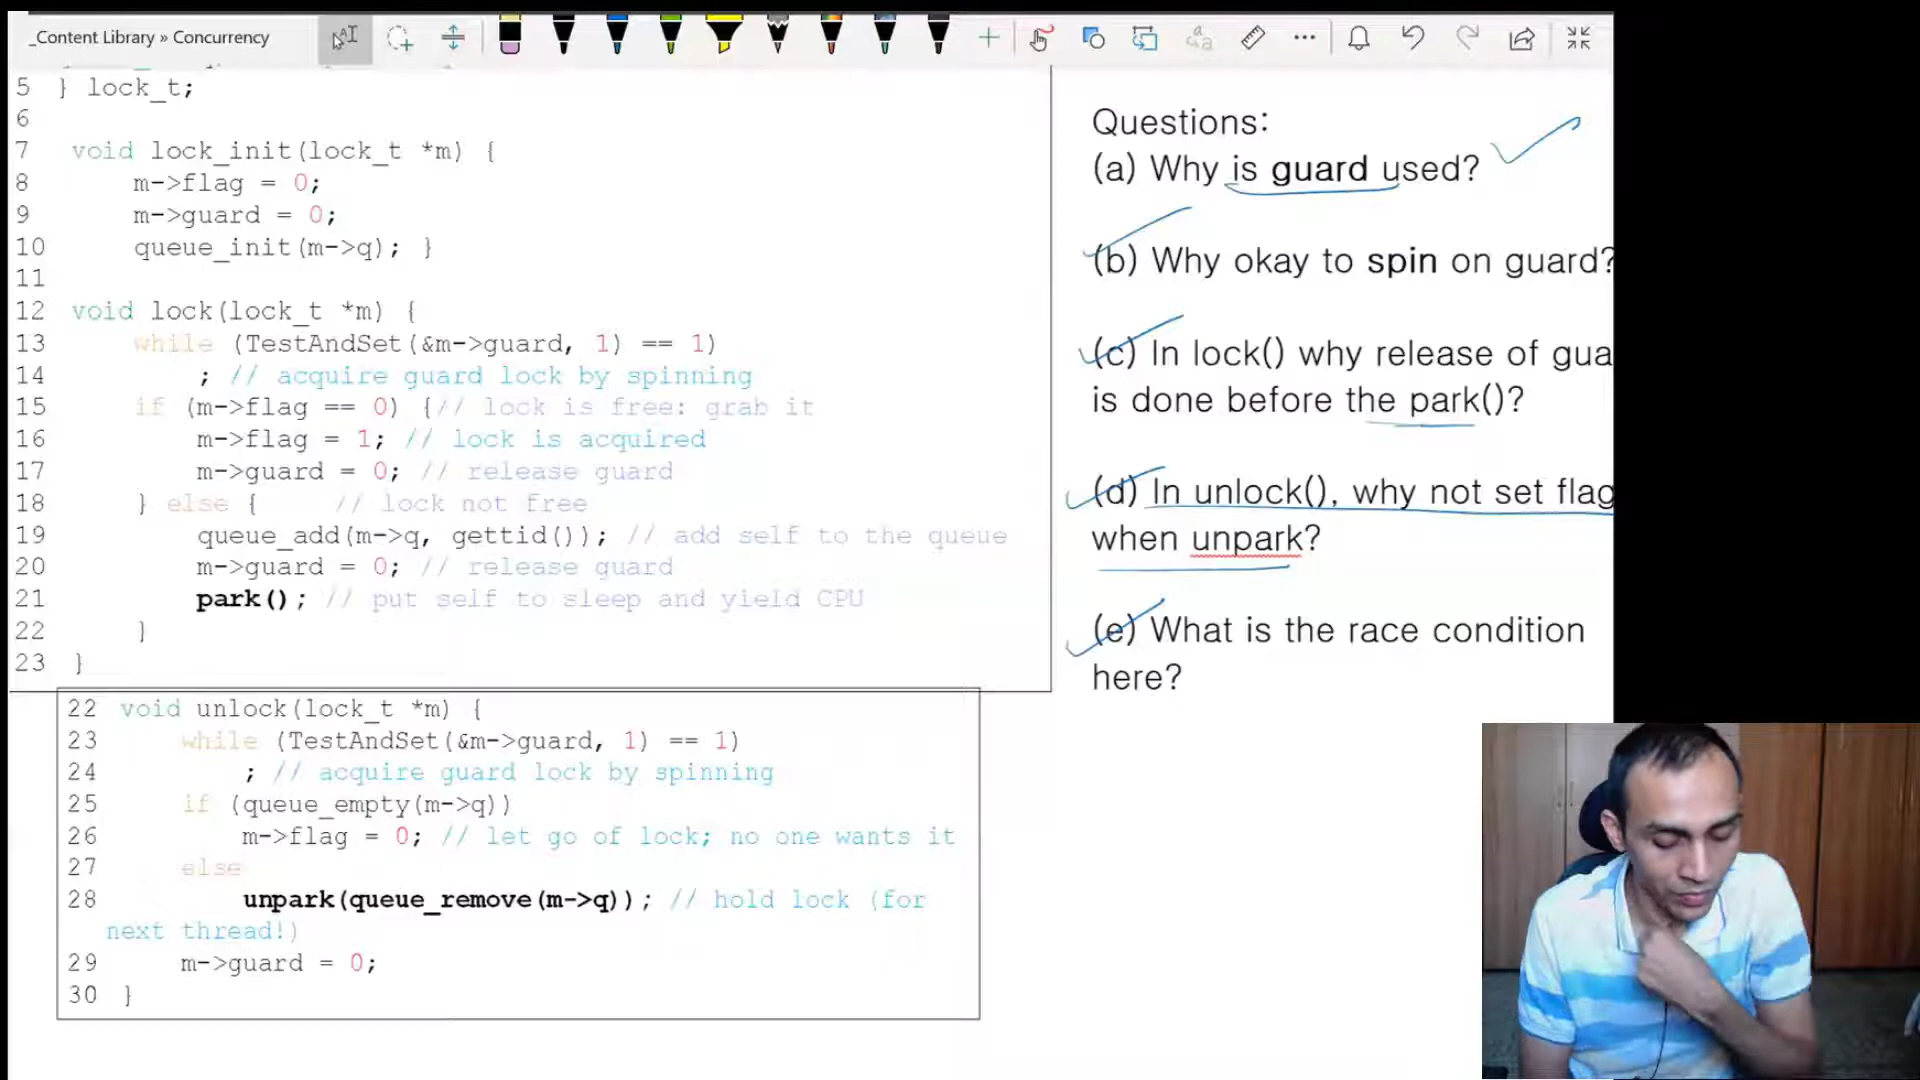 _Content Library » Concurrency
5 } lock_t;
6
7 void lock_init(lock_t *m) {
8 m->flag = 0;
9 m->guard = 0;
10 queue_init(m->q); }
11
12 void lock(lock_t *m) {
13 while (TestAndSet(&m->guard, 1) == 1)
14 ; // acquire guard lock by spinning
15 if (m->flag == 0) {// lock is free: grab it
16 m->flag = 1; // lock is acquired
17 m->guard = 0; // release guard
18 } else { // lock not free
19 queue_add(m->q, gettid()); // add self to the queue
20 m->guard = 0; // release guard
21 park(); // put self to sleep and yield CPU
22 }
23 }
22 void unlock(lock_t *m) {
23 while (TestAndSet(&m->guard, 1) == 1)
24 ; // acquire guard lock by spinning
25 if (queue_empty(m->q))
26 m->flag = 0; // let go of lock; no one wants it
27 else
28 unpark(queue_remove(m->q)); // hold lock (for
next thread!)
29 m->guard = 0;
30 }
Questions:
(a) Why is guard used?
(b) Why okay to spin on guard?
(c) In lock() why release of gua
is done before the park()?
(d) In unlock(), why not set flag
when unpark?
(e) What is the race condition
here?